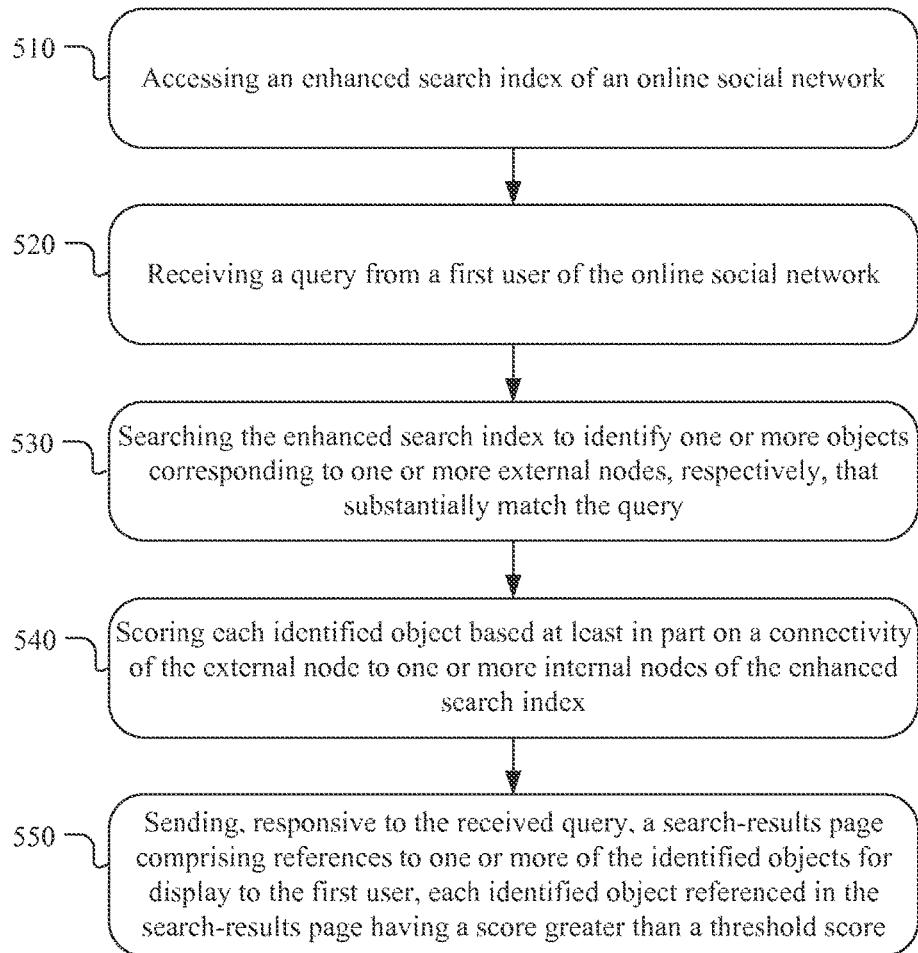 510
Accessing an enhanced search index of an online social network
520
Receiving a query from a first user of the online social network
530
Searching the enhanced search index to identify one or more objects
corresponding to one or more external nodes, respectively, that
substantially match the query
540
Scoring each identified object based at least in part on a connectivity
of the external node to one or more internal nodes of the enhanced
search index
550
Sending, responsive to the received query, a search-results page
comprising references to one or more of the identified objects for
display to the first user, each identified object referenced in the
search-results page having a score greater than a threshold score